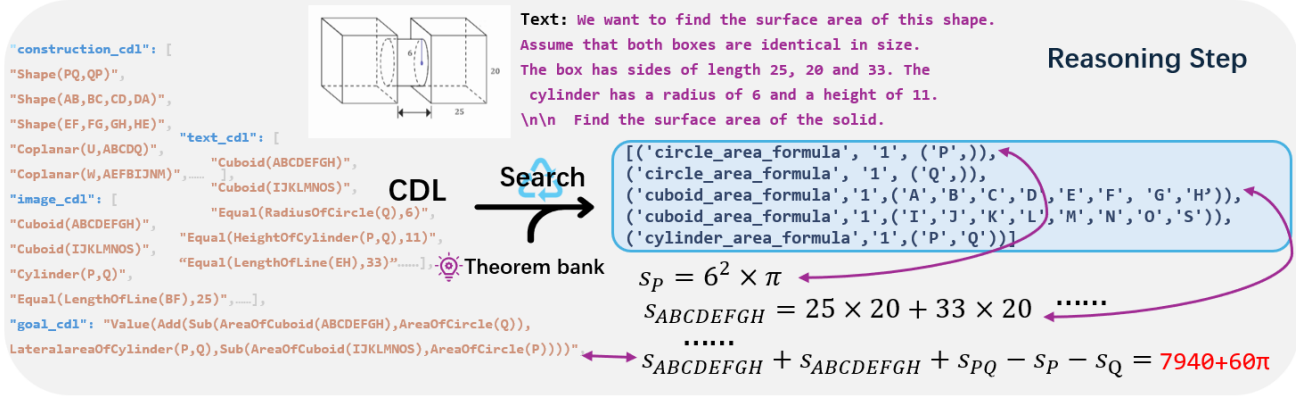 "construction_cdl": [
"Shape(PQ,QP)",
"Shape(AB,BC,CD,DA)",
"Shape(EF,FG,GH,HE)",
"Coplanar(U,ABCDQ)",
"Coplanar(W,AEFBIJNM)",…… ],
"image_cdl": [
"Cuboid(ABCDEFGH)",
"Cuboid(IJKLMNOS)",
"Cylinder(P,Q)",
"Equal(LengthOfLine(BF),25)",……],
"goal_cdl": "Value(Add(Sub(AreaOfCuboid(ABCDEFGH),AreaOfCircle(Q)),
LateralareaOfCylinder(P,Q),Sub(AreaOfCuboid(IJKLMNOS),AreaOfCircle(P))))",
"text_cdl": [
"Cuboid(ABCDEFGH)",
"Cuboid(IJKLMNOS)",
"Equal(RadiusOfCircle(Q),6)",
"Equal(HeightOfCylinder(P,Q),11)",
“Equal(LengthOfLine(EH),33)”……],
6
20
25
Text: We want to find the surface area of this shape.
Assume that both boxes are identical in size.
The box has sides of length 25, 20 and 33. The
cylinder has a radius of 6 and a height of 11.
\n\n Find the surface area of the solid.
Reasoning Step
CDL
Search
Theorem bank
[('circle_area_formula', '1', ('P',)),
('circle_area_formula', '1', ('Q',)),
('cuboid_area_formula','1',('A','B','C','D','E','F', 'G','H’)),
('cuboid_area_formula','1',('I','J','K','L','M','N','O','S')),
('cylinder_area_formula','1',('P','Q'))]
s_P = 6² × π
s_ABCDEFGH = 25 × 20 + 33 × 20 ……
……
s_ABCDEFGH + s_ABCDEFGH + s_PQ − s_P − s_Q = 7940+60π